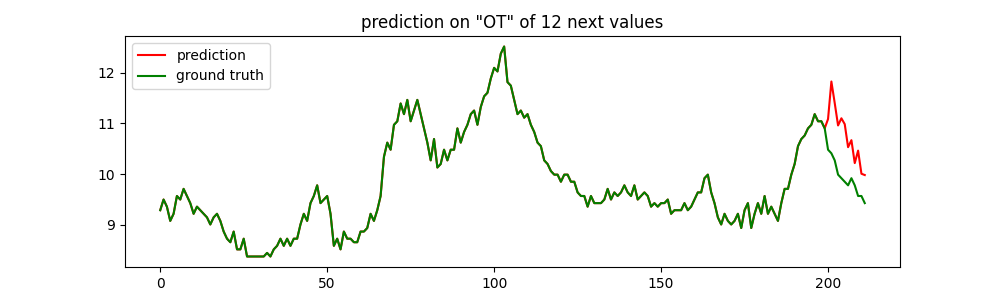 prediction on "OT" of 12 next values
prediction
ground truth
12
11
10
9
0 50 100 150 200